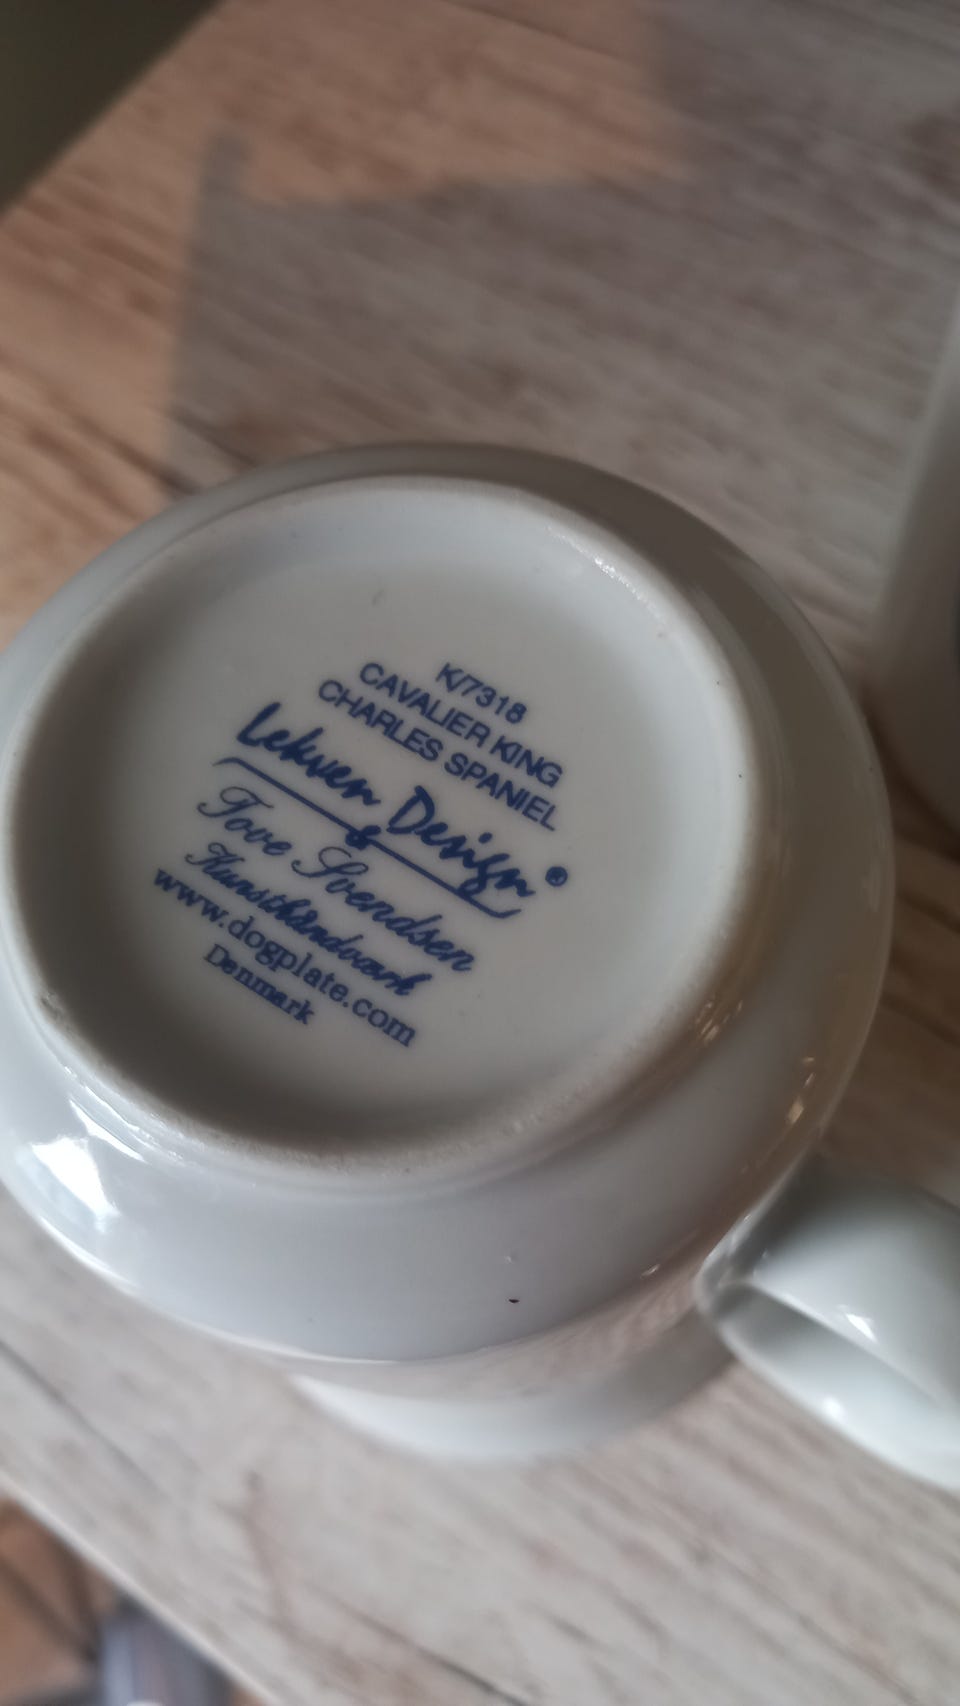 K/7318
CAVALIER KING
CHARLES SPANIEL
Lekven Design®
Tove Svendsen
Kunsthåndværk
www.dogplate.com
Denmark